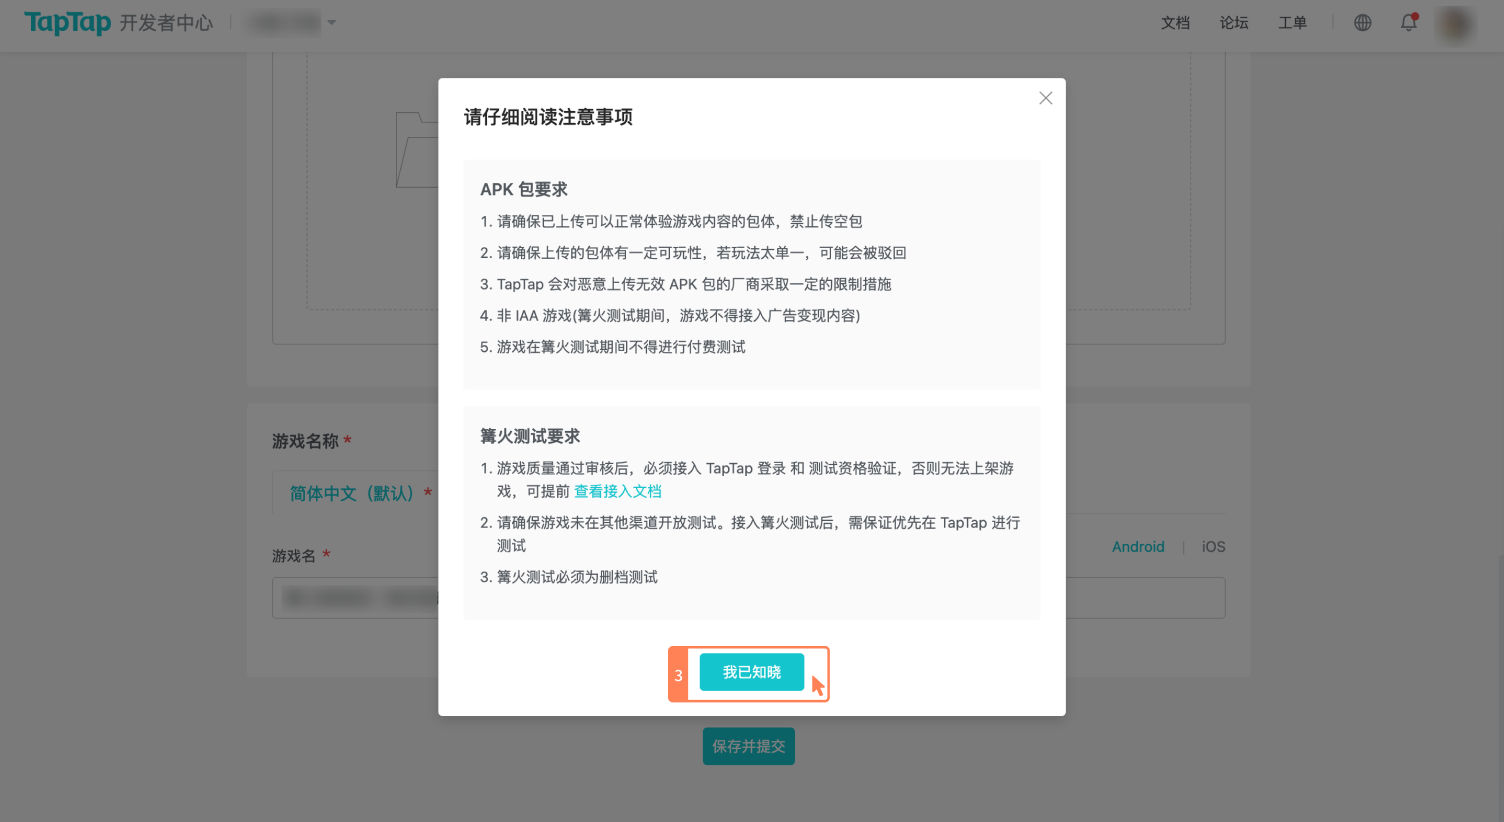 TapTap 开发者中心
文档 论坛 工单
请仔细阅读注意事项
APK 包要求
1. 请确保已上传可以正常体验游戏内容的包体，禁止传空包
2. 请确保上传的包体有一定可玩性，若玩法太单一，可能会被驳回
3. TapTap 会对恶意上传无效 APK 包的厂商采取一定的限制措施
4. 非 IAA 游戏(篝火测试期间，游戏不得接入广告变现内容)
5. 游戏在篝火测试期间不得进行付费测试
篝火测试要求
1. 游戏质量通过审核后，必须接入 TapTap 登录 和 测试资格验证，否则无法上架游
戏，可提前 查看接入文档
2. 请确保游戏未在其他渠道开放测试。接入篝火测试后，需保证优先在 TapTap 进行
测试
3. 篝火测试必须为删档测试
3 我已知晓
游戏名称 *
简体中文（默认） *
游戏名 *
Android | iOS
保存并提交